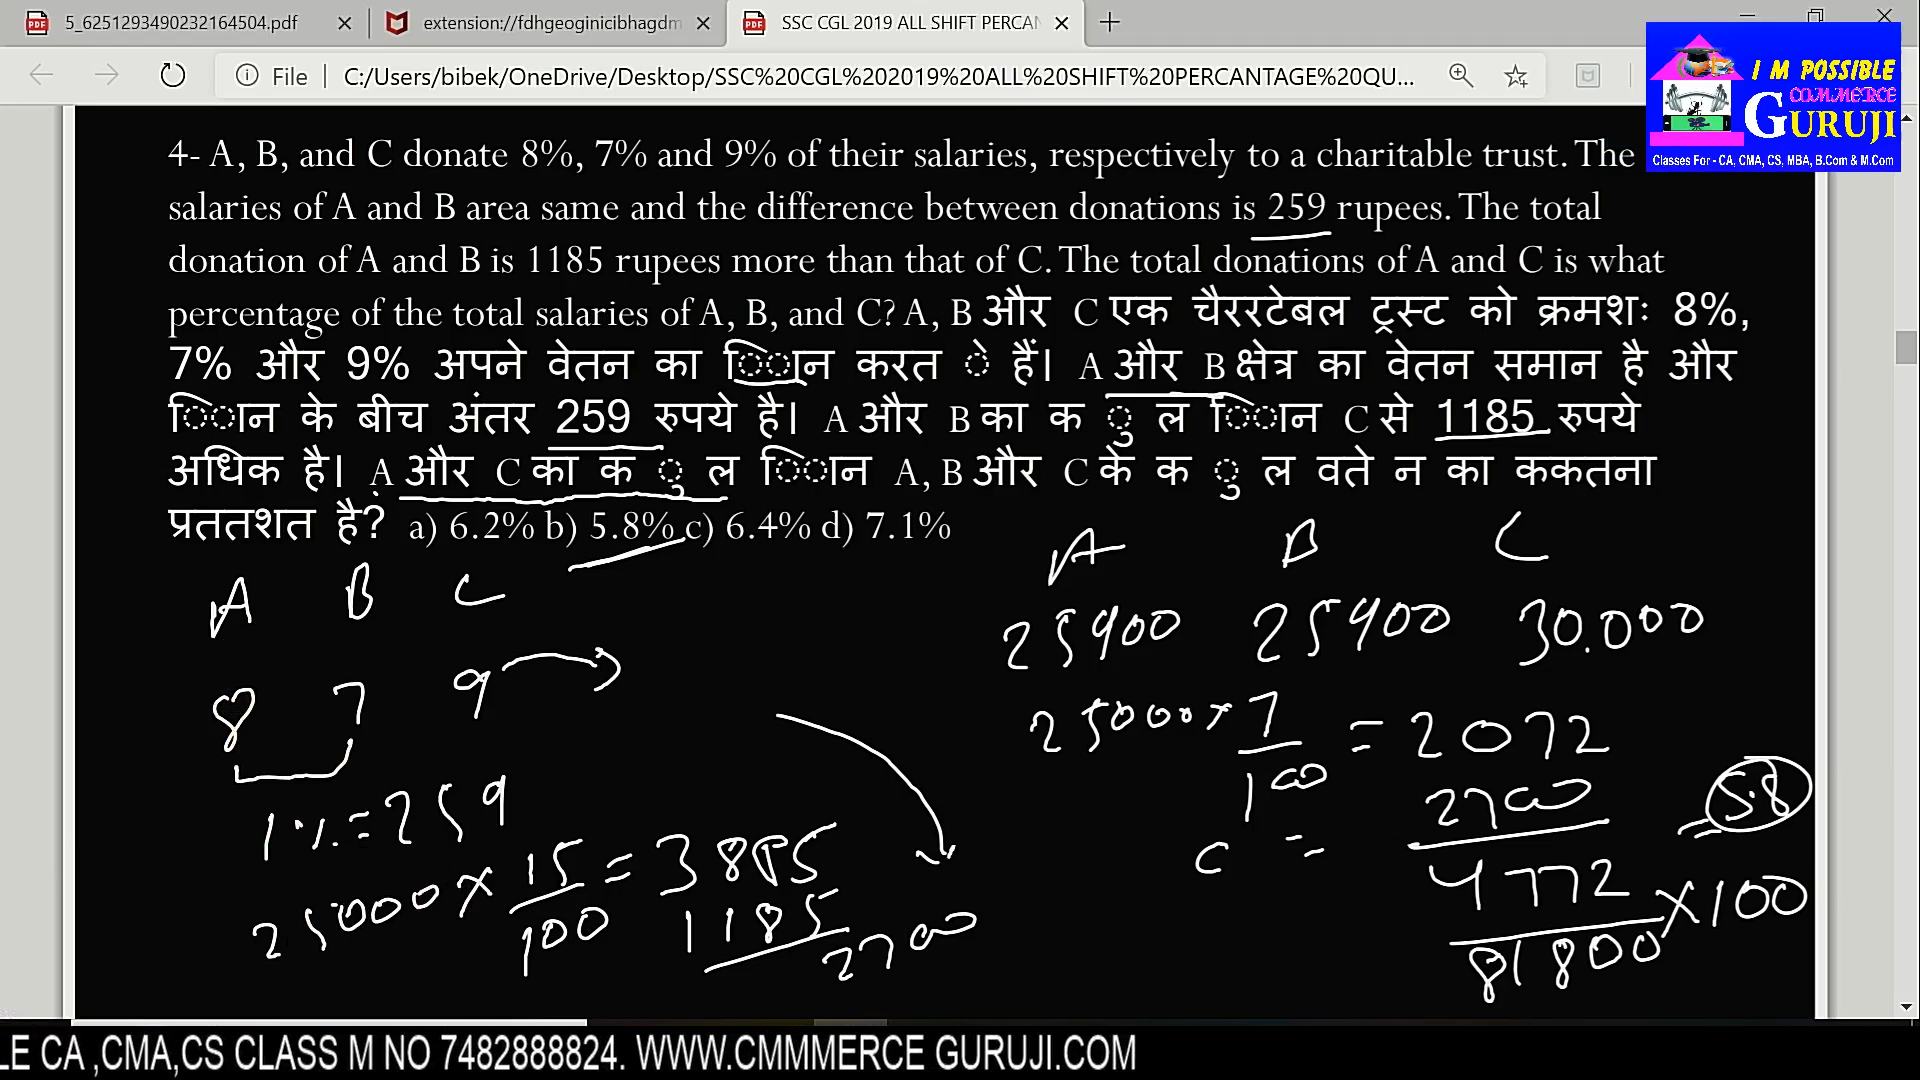 5_6251293490232164504.pdf
extension://fdhgeoginicibhagdm
SSC CGL 2019 ALL SHIFT PERCAN
File
C:/Users/bibek/OneDrive/Desktop/SSC%20CGL%202019%20ALL%20SHIFT%20PERCANTAGE%20QU...
I M POSSIBLE
COMMERCE
GURUJI
Classes For - CA, CMA, CS, MBA, B.Com & M.Com
4- A, B, and C donate 8%, 7% and 9% of their salaries, respectively to a charitable trust. The
salaries of A and B area same and the difference between donations is 259 rupees. The total
donation of A and B is 1185 rupees more than that of C. The total donations of A and C is what
percentage of the total salaries of A, B, and C? A, B और C एक चैररटेबल ट्रस्ट को क्रमशः 8%,
7% और 9% अपने वेतन का िान करत े हैं। A और B क्षेत्र का वेतन समान है और
िान के बीच अंतर 259 रुपये है। A और B का क ु ल िान C से 1185 रुपये
अधिक है। A और C का क ु ल िान A, B और C के क ु ल वते न का ककतना
प्रततशत है? a) 6.2% b) 5.8% c) 6.4% d) 7.1%
A B C
8 7 9
1% = 259
25000 × 15/100 = 3885
1185
2700
A B C
25900 25900 30.000
25000 × 7/100 = 2072
C = 2700
4772/81800 × 100
= 5.8
LE CA ,CMA,CS CLASS M NO 7482888824. WWW.CMMMERCE GURUJI.COM